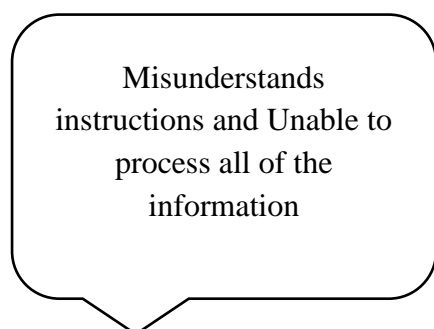 Misunderstands
instructions and Unable to
process all of the
information